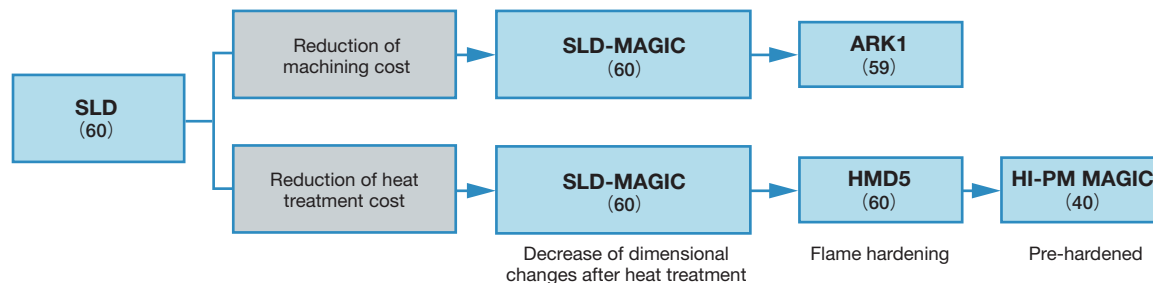 SLD
(60)
Reduction of
machining cost
SLD-MAGIC
(60)
ARK1
(59)
Reduction of heat
treatment cost
SLD-MAGIC
(60)
HMD5
(60)
HI-PM MAGIC
(40)
Decrease of dimensional
changes after heat treatment
Flame hardening
Pre-hardened